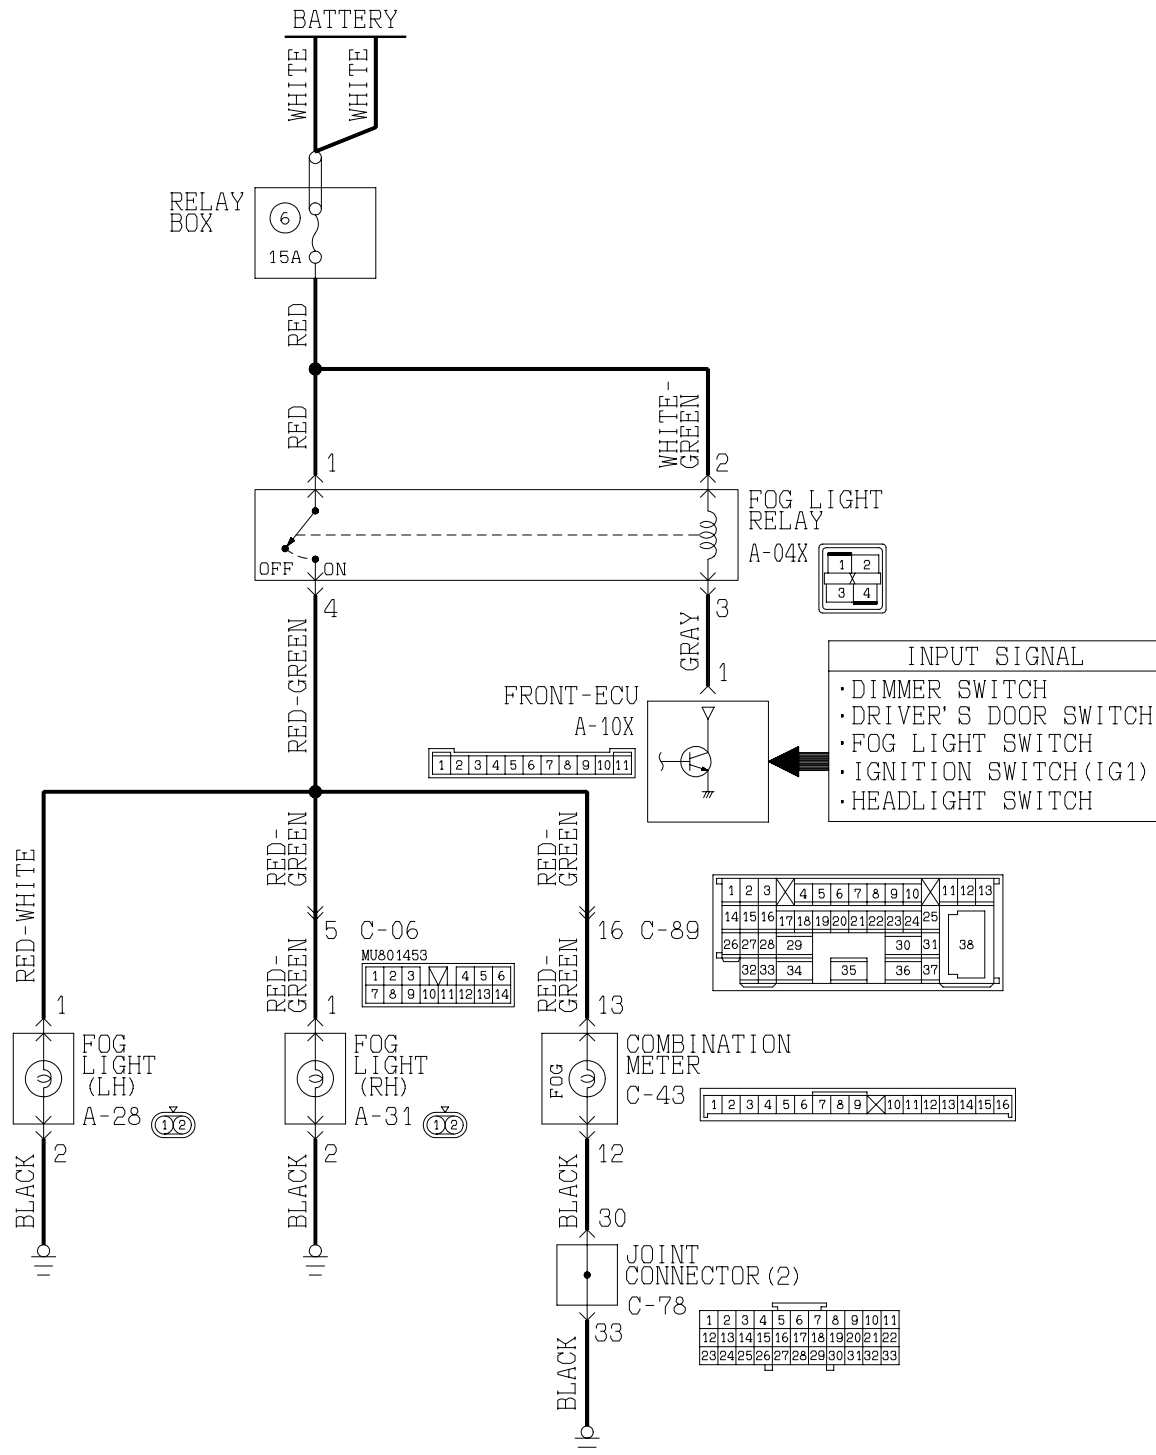 BATTERY
WHITE
WHITE
RELAY
BOX
6
15A
RED
RED
WHITE-
GREEN
1
2
FOG LIGHT
RELAY
A-04X
1 2
3 4
OFF
ON
4
3
RED-GREEN
GRAY
1
FRONT-ECU
A-10X
1 2 3 4 5 6 7 8 9 10 11
INPUT SIGNAL
·DIMMER SWITCH
·DRIVER'S DOOR SWITCH
·FOG LIGHT SWITCH
·IGNITION SWITCH(IG1)
·HEADLIGHT SWITCH
RED-WHITE
RED-
GREEN
RED-
GREEN
5 C-06
MU801453
1 2 3 4 5 6
7 8 9 10 11 12 13 14
16 C-89
1 2 3 4 5 6 7 8 9 10 11 12 13
14 15 16 17 18 19 20 21 22 23 24 25
26 27 28 29 30 31 38
32 33 34 35 36 37
RED-
GREEN
RED-
GREEN
1
1
13
FOG
LIGHT
(LH)
A-28
1 2
FOG
LIGHT
(RH)
A-31
1 2
FOG
COMBINATION
METER
C-43
1 2 3 4 5 6 7 8 9 10 11 12 13 14 15 16
2
2
12
BLACK
BLACK
BLACK
30
JOINT
CONNECTOR(2)
C-78
1 2 3 4 5 6 7 8 9 10 11
12 13 14 15 16 17 18 19 20 21 22
23 24 25 26 27 28 29 30 31 32 33
33
BLACK